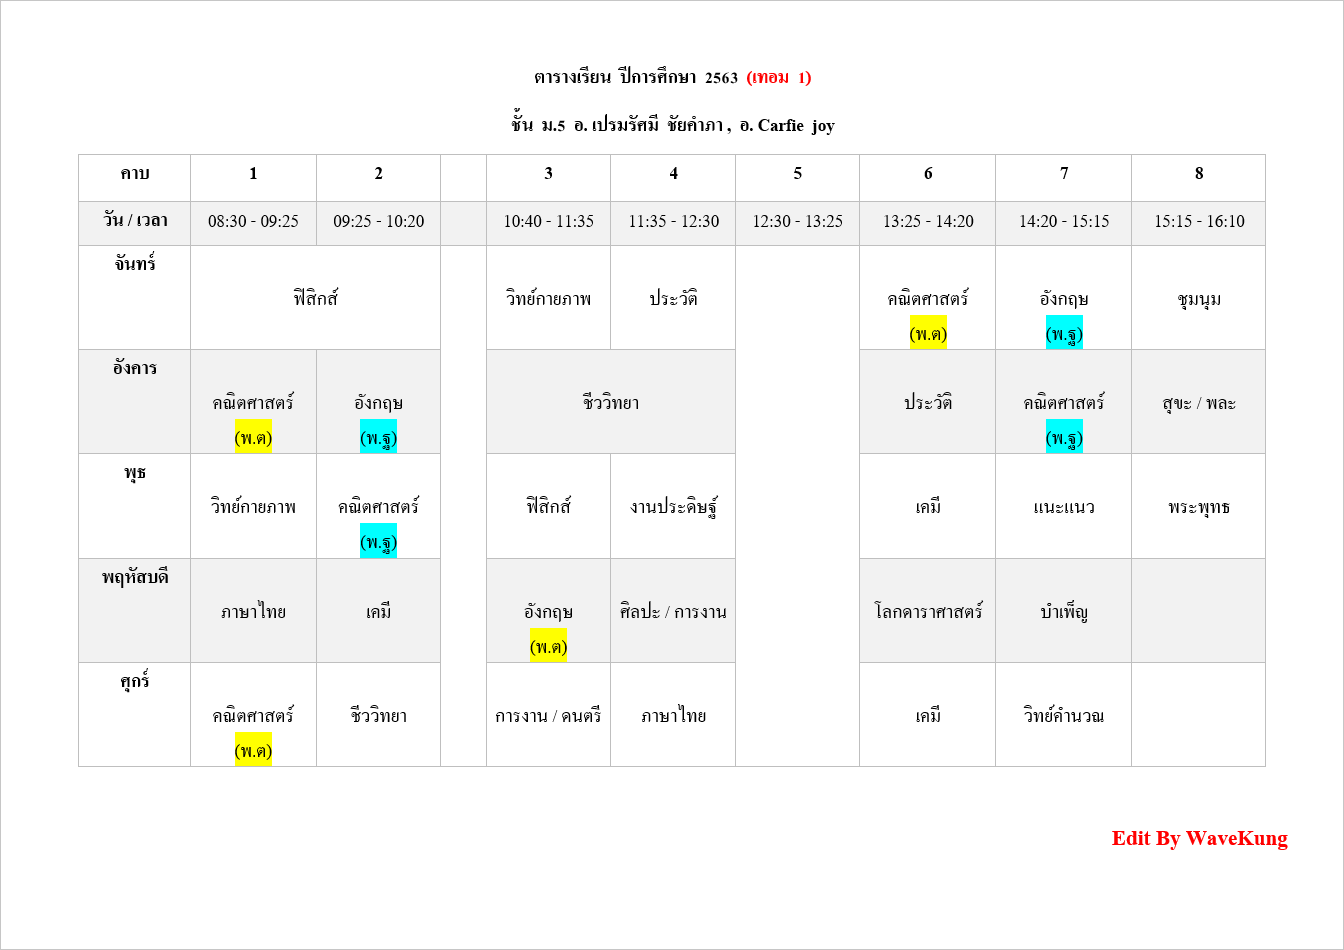 ตารางเรียน ปีการศึกษา 2563 (เทอม 1)
ชั้น ม.5 อ. เปรมรัศมี ชัยคำภา , อ. Carfie joy
คาบ 1 2 3 4 5 6 7 8
วัน / เวลา 08:30 - 09:25 09:25 - 10:20 10:40 - 11:35 11:35 - 12:30 12:30 - 13:25 13:25 - 14:20 14:20 - 15:15 15:15 - 16:10
จันทร์
ฟิสิกส์ วิทย์กายภาพ ประวัติ คณิตศาสตร์ อังกฤษ ชุมนุม
(พ.ต) (พ.ฐ)
อังคาร
คณิตศาสตร์ อังกฤษ ชีววิทยา ประวัติ คณิตศาสตร์ สุขะ / พละ
(พ.ต) (พ.ฐ) (พ.ฐ)
พุธ
วิทย์กายภาพ คณิตศาสตร์ ฟิสิกส์ งานประดิษฐ์ เคมี แนะแนว พระพุทธ
(พ.ฐ)
พฤหัสบดี
ภาษาไทย เคมี อังกฤษ ศิลปะ / การงาน โลกดาราศาสตร์ บำเพ็ญ
(พ.ต)
ศุกร์
คณิตศาสตร์ ชีววิทยา การงาน / ดนตรี ภาษาไทย เคมี วิทย์คำนวณ
(พ.ต)
Edit By WaveKung